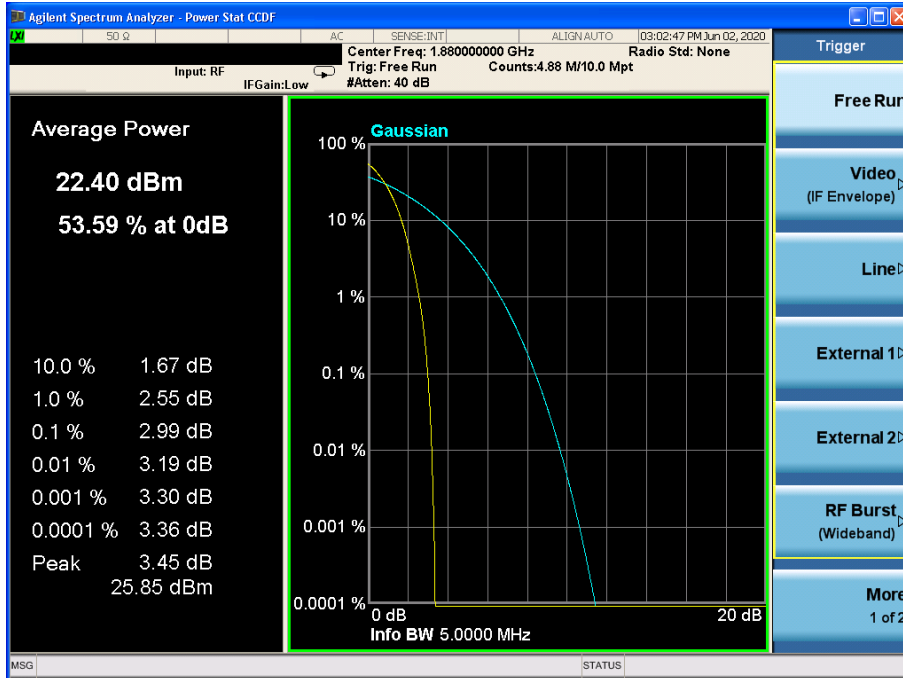 Agilent Spectrum Analyzer - Power Stat CCDF
LXI 50 Ω AC SENSE:INT ALIGN AUTO 03:02:47 PM Jun 02, 2020
Center Freq: 1.880000000 GHz Radio Std: None
Input: RF Trig: Free Run Counts:4.88 M/10.0 Mpt
IFGain:Low #Atten: 40 dB
Trigger
Free Run
Video
(IF Envelope)
Line
External 1
External 2
RF Burst
(Wideband)
More
1 of 2
Average Power
22.40 dBm
53.59 % at 0dB
10.0 % 1.67 dB
1.0 % 2.55 dB
0.1 % 2.99 dB
0.01 % 3.19 dB
0.001 % 3.30 dB
0.0001 % 3.36 dB
Peak 3.45 dB
25.85 dBm
Gaussian
100 %
10 %
1 %
0.1 %
0.01 %
0.001 %
0.0001 %
0 dB 20 dB
Info BW 5.0000 MHz
MSG STATUS